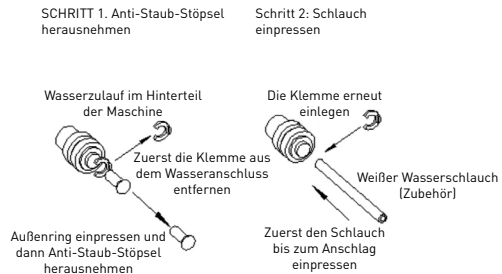 SCHRITT 1. Anti-Staub-Stöpsel
herausnehmen
Schritt 2: Schlauch
einpressen
Wasserzulauf im Hinterteil
der Maschine
Zuerst die Klemme aus
dem Wasseranschluss
entfernen
Außenring einpressen und
dann Anti-Staub-Stöpsel
herausnehmen
Die Klemme erneut
einlegen
Weißer Wasserschlauch
(Zubehör)
Zuerst den Schlauch
bis zum Anschlag
einpressen